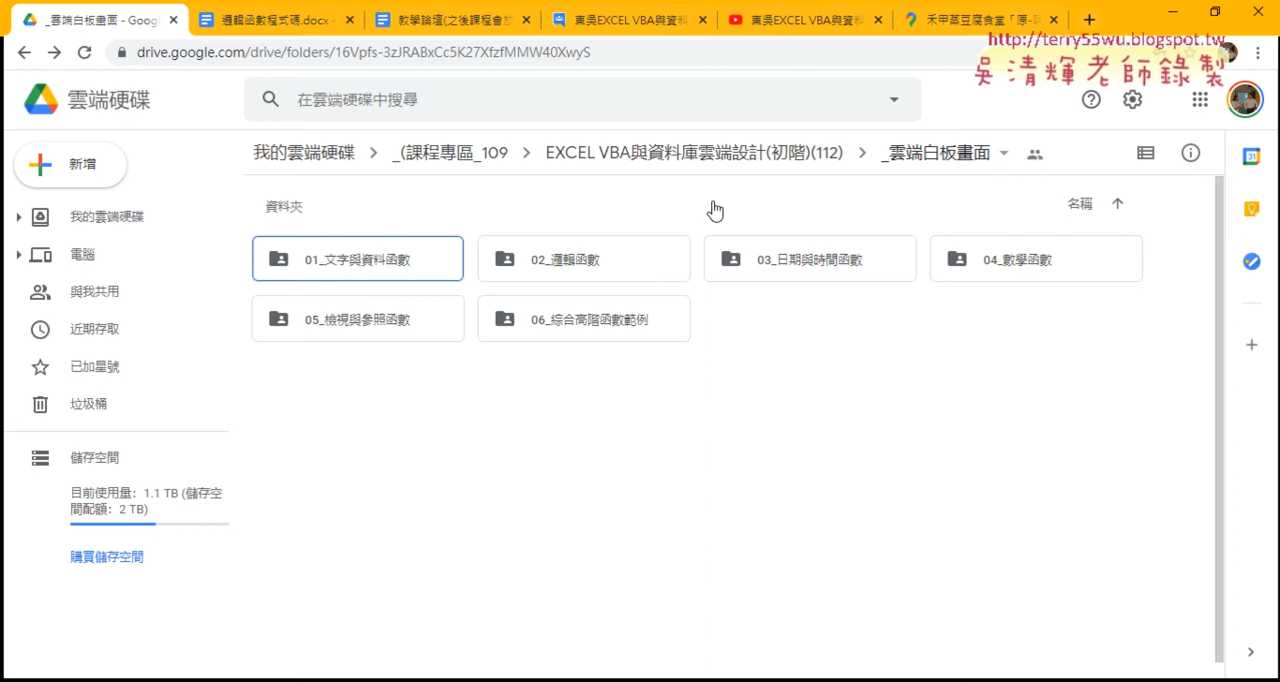 _雲端白板畫面 - Goog
邏輯函數程式碼.docx -
教學論壇(之後課程會放
東吳EXCEL VBA與資料
東吳EXCEL VBA與資料
禾甲蒸豆腐食堂「原-
drive.google.com/drive/folders/16Vpfs-3zJRABxCc5K27XfzfMMW40XwyS
http://terry55wu.blogspot.tw
吳清輝老師錄製
雲端硬碟
在雲端硬碟中搜尋
新增
我的雲端硬碟 > _(課程專區_109 > EXCEL VBA與資料庫雲端設計(初階)(112) > _雲端白板畫面
資料夾
名稱
我的雲端硬碟
電腦
與我共用
近期存取
已加星號
垃圾桶
儲存空間
目前使用量：1.1 TB (儲存空
間配額：2 TB)
購買儲存空間
01_文字與資料函數
02_邏輯函數
03_日期與時間函數
04_數學函數
05_檢視與參照函數
06_綜合高階函數範例
31